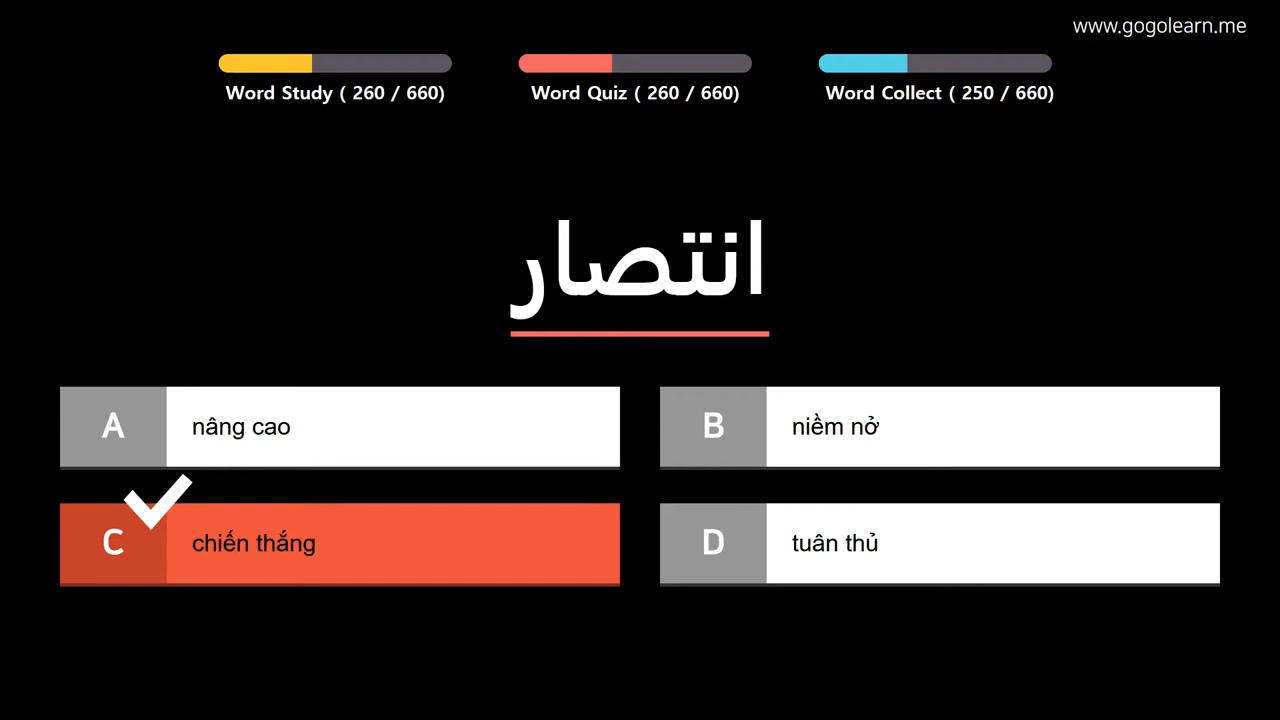 www.gogolearn.me
Word Study ( 260 / 660)
Word Quiz ( 260 / 660)
Word Collect ( 250 / 660)
انتصار
A nâng cao
B niềm nở
C chiến thắng
D tuân thủ